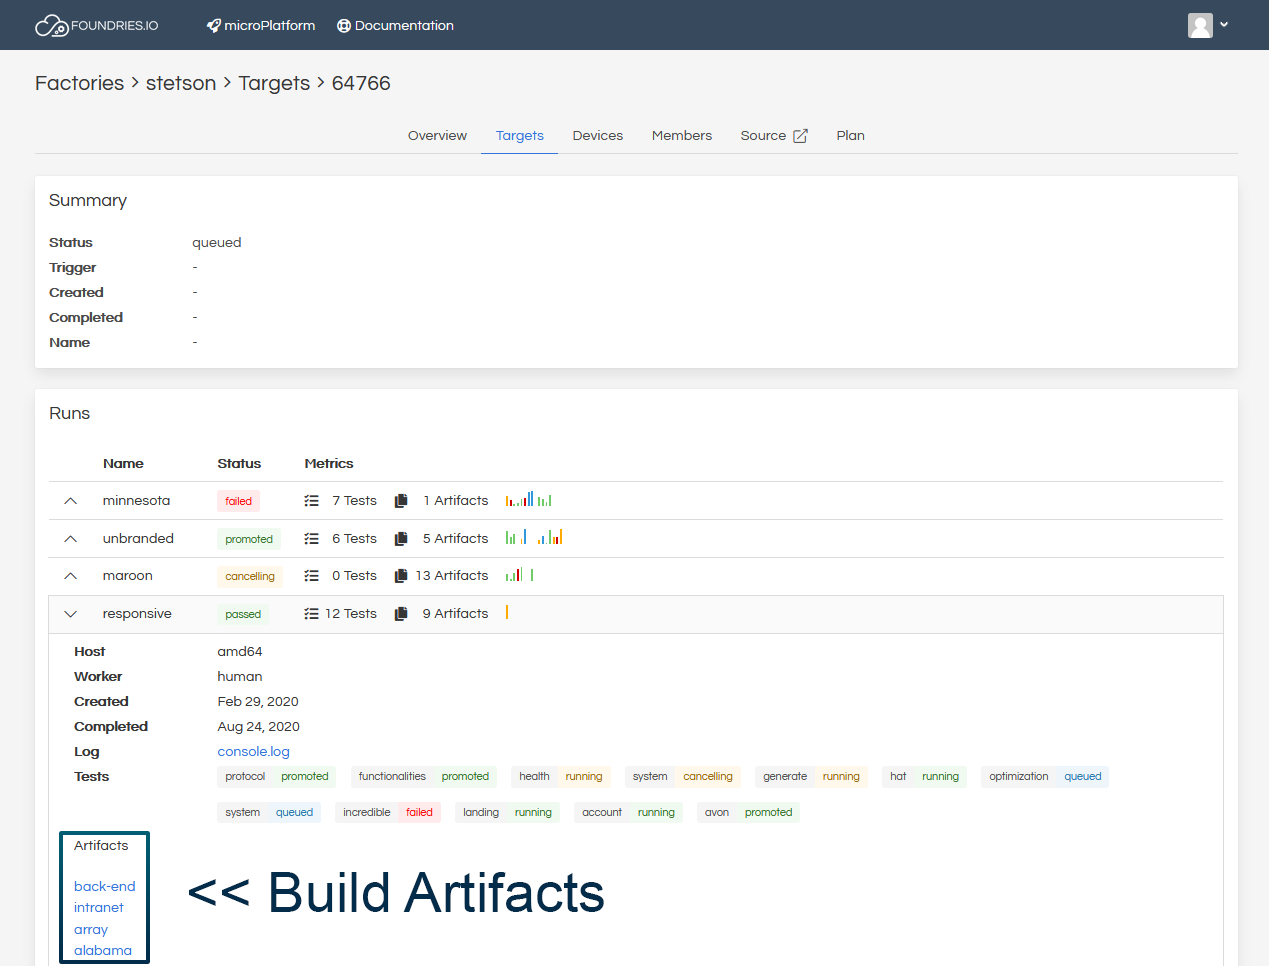 FOUNDRIES.IO microPlatform Documentation
Factories > stetson > Targets > 64766
Overview Targets Devices Members Source Plan
Summary
Status queued
Trigger -
Created -
Completed -
Name -
Runs
Name Status Metrics
minnesota failed 7 Tests 1 Artifacts
unbranded promoted 6 Tests 5 Artifacts
maroon cancelling 0 Tests 13 Artifacts
responsive passed 12 Tests 9 Artifacts
Host amd64
Worker human
Created Feb 29, 2020
Completed Aug 24, 2020
Log console.log
Tests protocol promoted functionalities promoted health running system cancelling generate running hat running optimization queued
system queued incredible failed landing running account running avon promoted
Artifacts
back-end << Build Artifacts
intranet
array
alabama